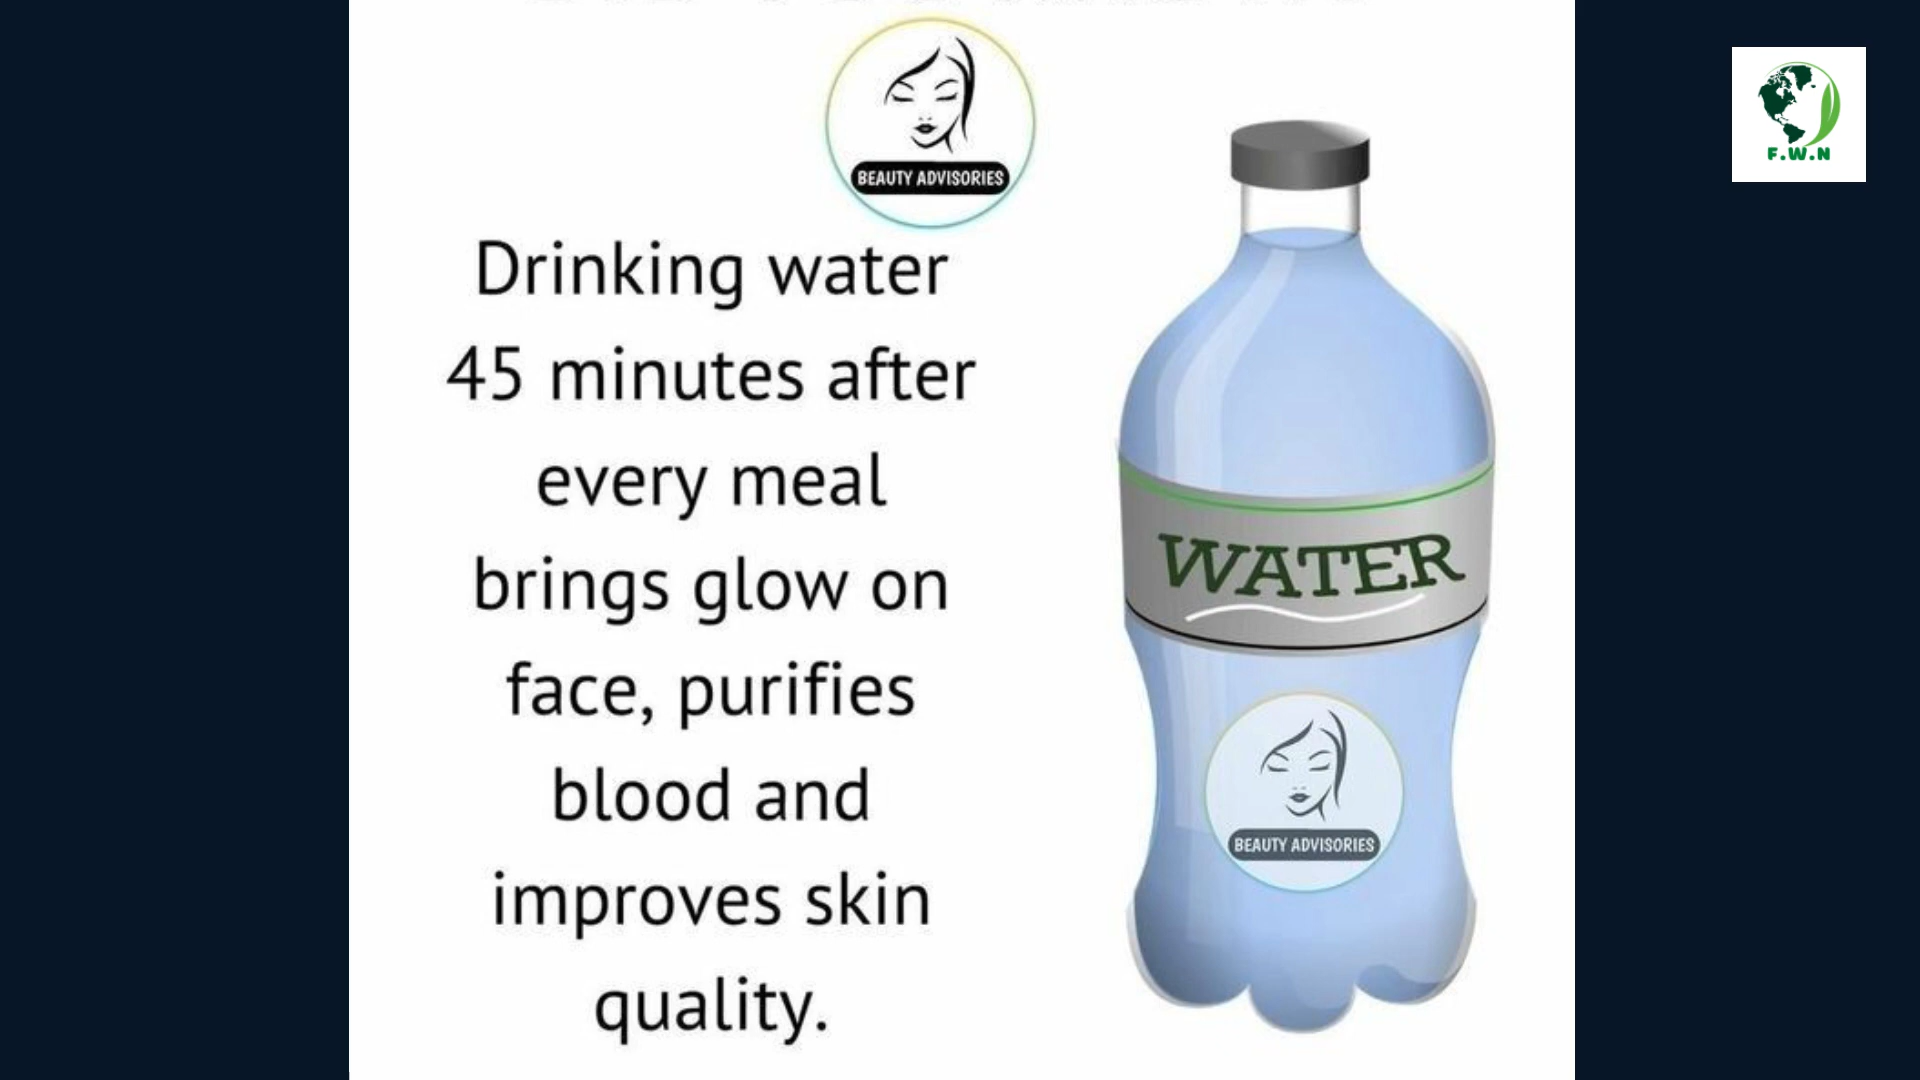 BEAUTY ADVISORIES
F.W.N
Drinking water
45 minutes after
every meal
brings glow on
face, purifies
blood and
improves skin
quality.
WATER
BEAUTY ADVISORIES